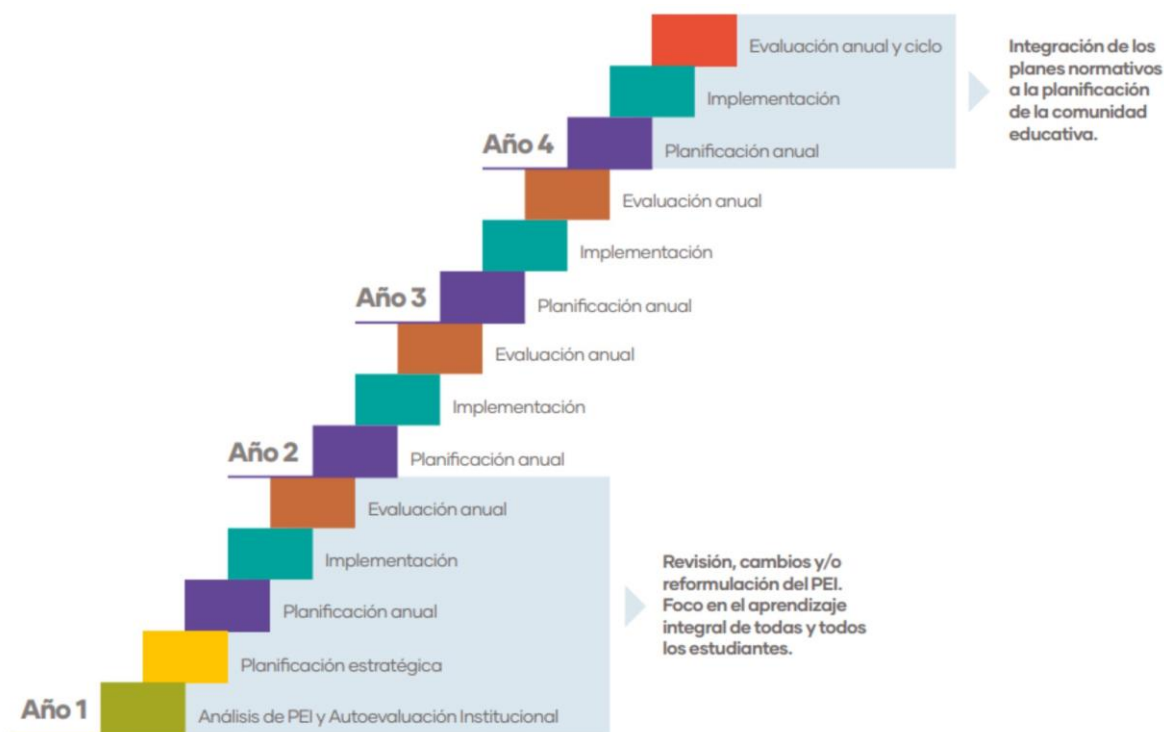 Evaluación anual y ciclo
Integración de los
planes normativos
a la planificación
de la comunidad
educativa.
Implementación
Año 4
Planificación anual
Evaluación anual
Implementación
Año 3
Planificación anual
Evaluación anual
Implementación
Año 2
Planificación anual
Evaluación anual
Implementación
Revisión, cambios y/o
reformulación del PEI.
Foco en el aprendizaje
integral de todas y todos
los estudiantes.
Planificación anual
Planificación estratégica
Año 1
Análisis de PEI y Autoevaluación Institucional